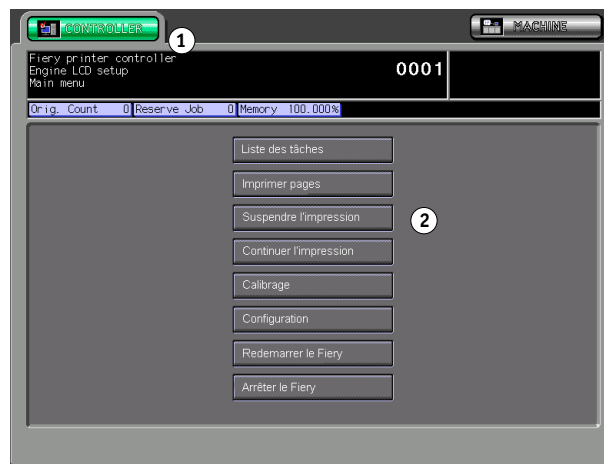 CONTROLLER
MACHINE
1
Fiery printer controller
Engine LCD setup
Main menu
0001
Orig. Count 0 Reserve Job 0 Memory 100.000%
Liste des tâches
Imprimer pages
Suspendre l'impression
2
Continuer l'impression
Calibrage
Configuration
Redemarrer le Fiery
Arrêter le Fiery